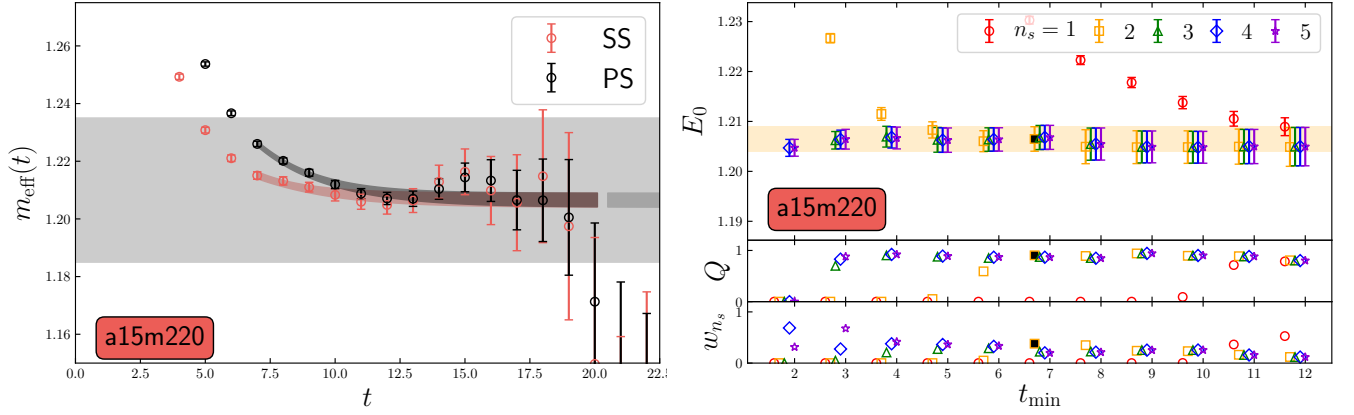 1.26
1.24
1.22
1.20
1.18
1.16
m_eff(t)
SS
PS
a15m220
0.0 2.5 5.0 7.5 10.0 12.5 15.0 17.5 20.0 22.5
t
1.23
1.22
1.21
1.20
1.19
E_0
n_s = 1 2 3 4 5
a15m220
1
0
Q
1
0
w_{n_s}
2 3 4 5 6 7 8 9 10 11 12
t_min